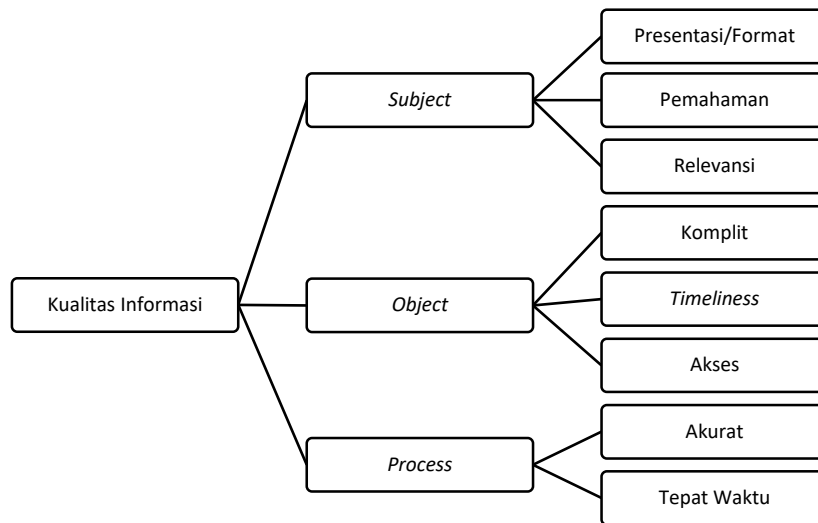 Kualitas Informasi
Subject
Presentasi/Format
Pemahaman
Relevansi
Object
Komplit
Timeliness
Akses
Process
Akurat
Tepat Waktu